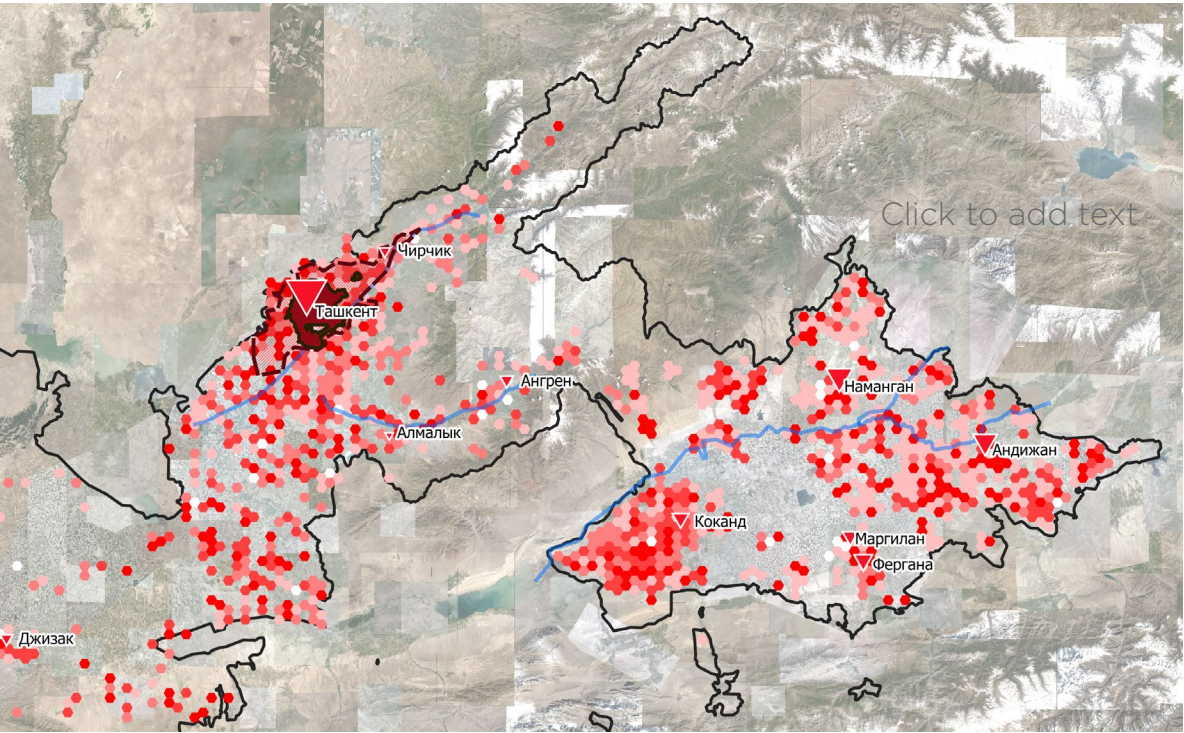 Click to add text
Чирчик
Ташкент
Ангрен
Наманган
Алмалык
Андижан
Коканд
Маргилан
Фергана
Джизак